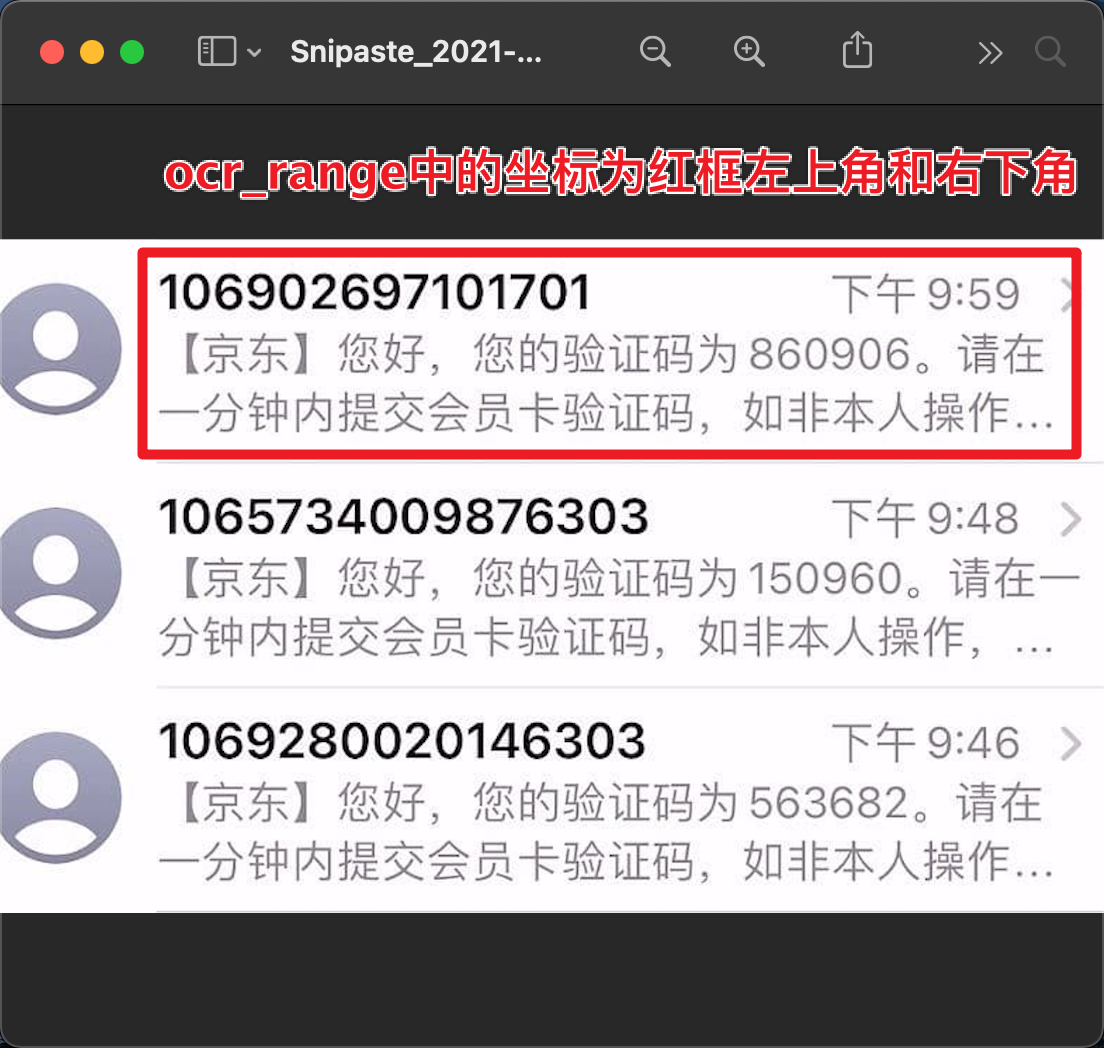 Snipaste_2021-...
ocr_range中的坐标为红框左上角和右下角
106902697101701 下午 9:59
【京东】您好，您的验证码为 860906。请在
一分钟内提交会员卡验证码，如非本人操作...
1065734009876303 下午 9:48
【京东】您好，您的验证码为 150960。请在一
分钟内提交会员卡验证码，如非本人操作，...
1069280020146303 下午 9:46
【京东】您好，您的验证码为 563682。请在
一分钟内提交会员卡验证码，如非本人操作...